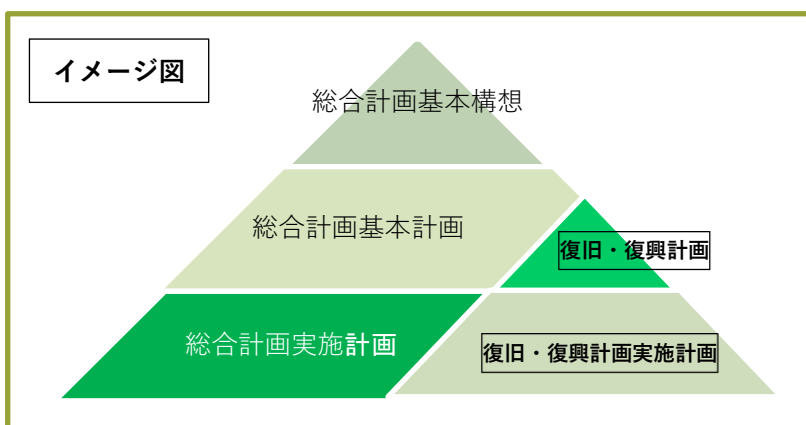 イメージ図
総合計画基本構想
総合計画基本計画
復旧・復興計画
総合計画実施計画
復旧・復興計画実施計画